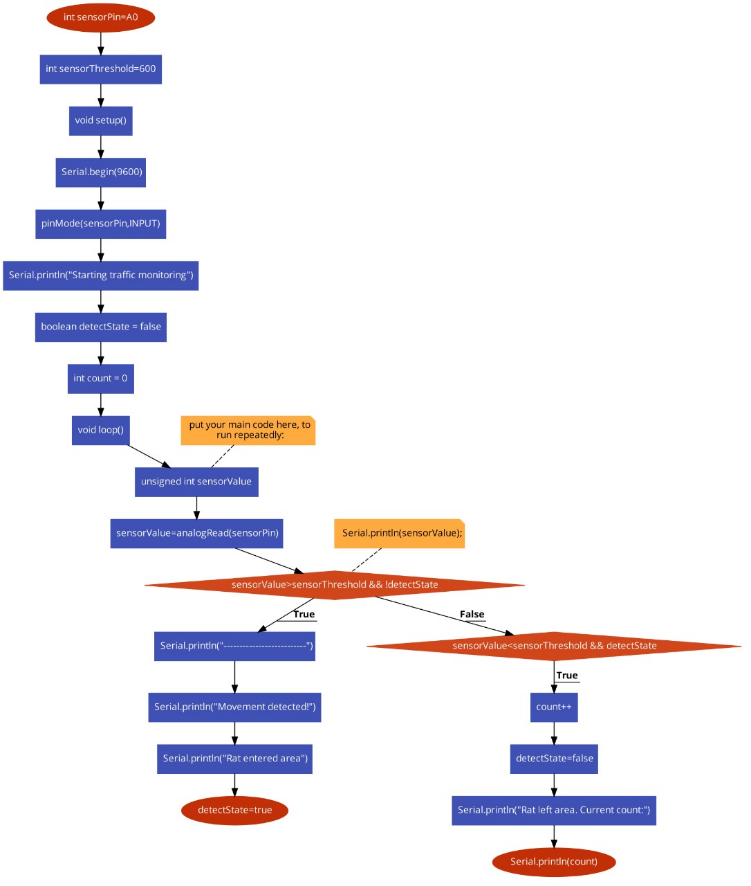 int sensorPin=A0
int sensorThreshold=600
void setup()
Serial.begin(9600)
pinMode(sensorPin,INPUT)
Serial.println("Starting traffic monitoring")
boolean detectState = false
int count = 0
void loop()
put your main code here, to
run repeatedly:
unsigned int sensorValue
sensorValue=analogRead(sensorPin)
Serial.println(sensorValue);
sensorValue>sensorThreshold && !detectState
True
False
Serial.println("--------------------------")
sensorValue<sensorThreshold && detectState
True
Serial.println("Movement detected!")
count++
Serial.println("Rat entered area")
detectState=false
detectState=true
Serial.println("Rat left area. Current count:")
Serial.println(count)